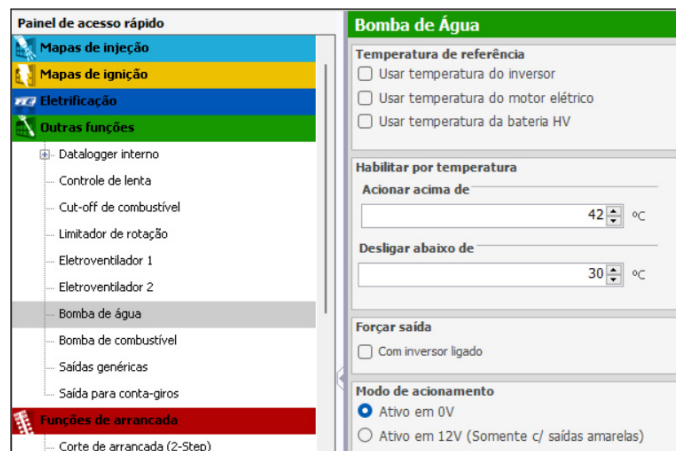 Painel de acesso rápido
Mapas de injeção
Mapas de ignição
Eletrificação
Outras funções
Datalogger interno
Controle de lenta
Cut-off de combustível
Limitador de rotação
Eletroventilador 1
Eletroventilador 2
Bomba de água
Bomba de combustível
Saídas genéricas
Saída para conta-giros
Funções de arrancada
Corte de arrancada (2-Step)
Bomba de Água
Temperatura de referência
Usar temperatura do inversor
Usar temperatura do motor elétrico
Usar temperatura da bateria HV
Habilitar por temperatura
Acionar acima de
42 ºC
Desligar abaixo de
30 ºC
Forçar saída
Com inversor ligado
Modo de acionamento
Ativo em 0V
Ativo em 12V (Somente c/ saídas amarelas)